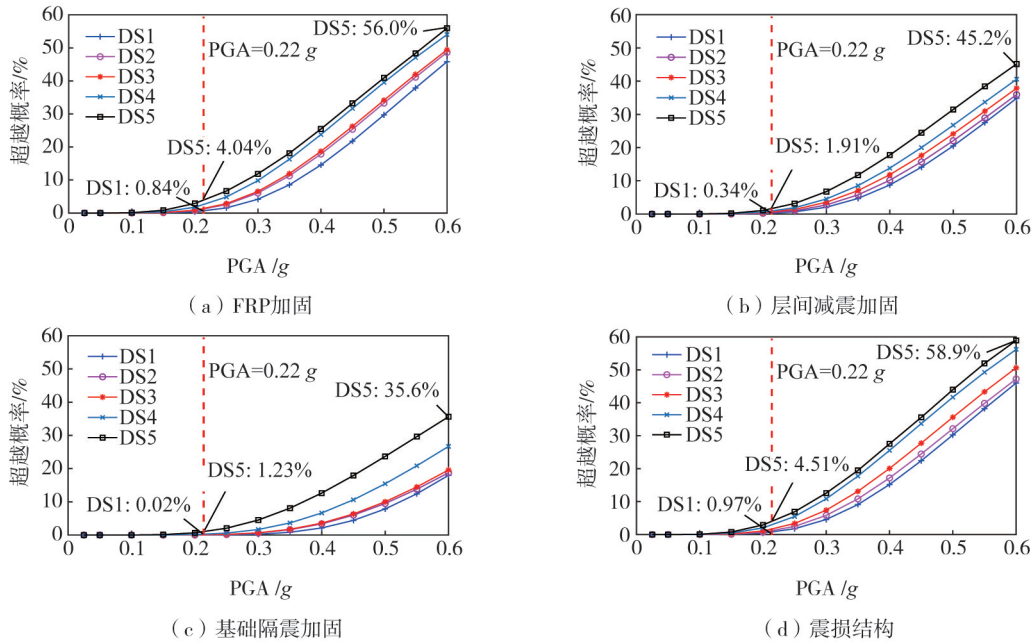 60
50
40
30
20
10
0
超越概率/%
DS1
DS2
DS3
DS4
DS5
PGA=0.22 g
DS5: 56.0%
DS5: 4.04%
DS1: 0.84%
0 0.1 0.2 0.3 0.4 0.5 0.6
PGA /g
（a）FRP加固
60
50
40
30
20
10
0
超越概率/%
DS1
DS2
DS3
DS4
DS5
PGA=0.22 g
DS5: 45.2%
DS5: 1.91%
DS1: 0.34%
0 0.1 0.2 0.3 0.4 0.5 0.6
PGA /g
（b）层间减震加固
60
50
40
30
20
10
0
超越概率/%
DS1
DS2
DS3
DS4
DS5
PGA=0.22 g
DS5: 35.6%
DS5: 1.23%
DS1: 0.02%
0 0.1 0.2 0.3 0.4 0.5 0.6
PGA /g
（c）基础隔震加固
60
50
40
30
20
10
0
超越概率/%
DS1
DS2
DS3
DS4
DS5
PGA=0.22 g
DS5: 58.9%
DS5: 4.51%
DS1: 0.97%
0 0.1 0.2 0.3 0.4 0.5 0.6
PGA /g
（d）震损结构